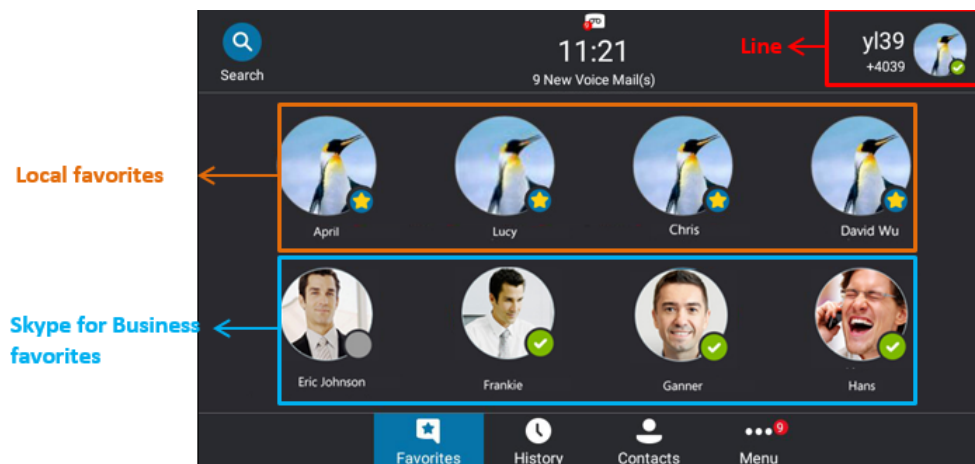 Search
11:21
9 New Voice Mail(s)
Line
yl39
+4039
Local favorites
April
Lucy
Chris
David Wu
Skype for Business
favorites
Eric Johnson
Frankie
Ganner
Hans
9
Favorites
History
Contacts
Menu